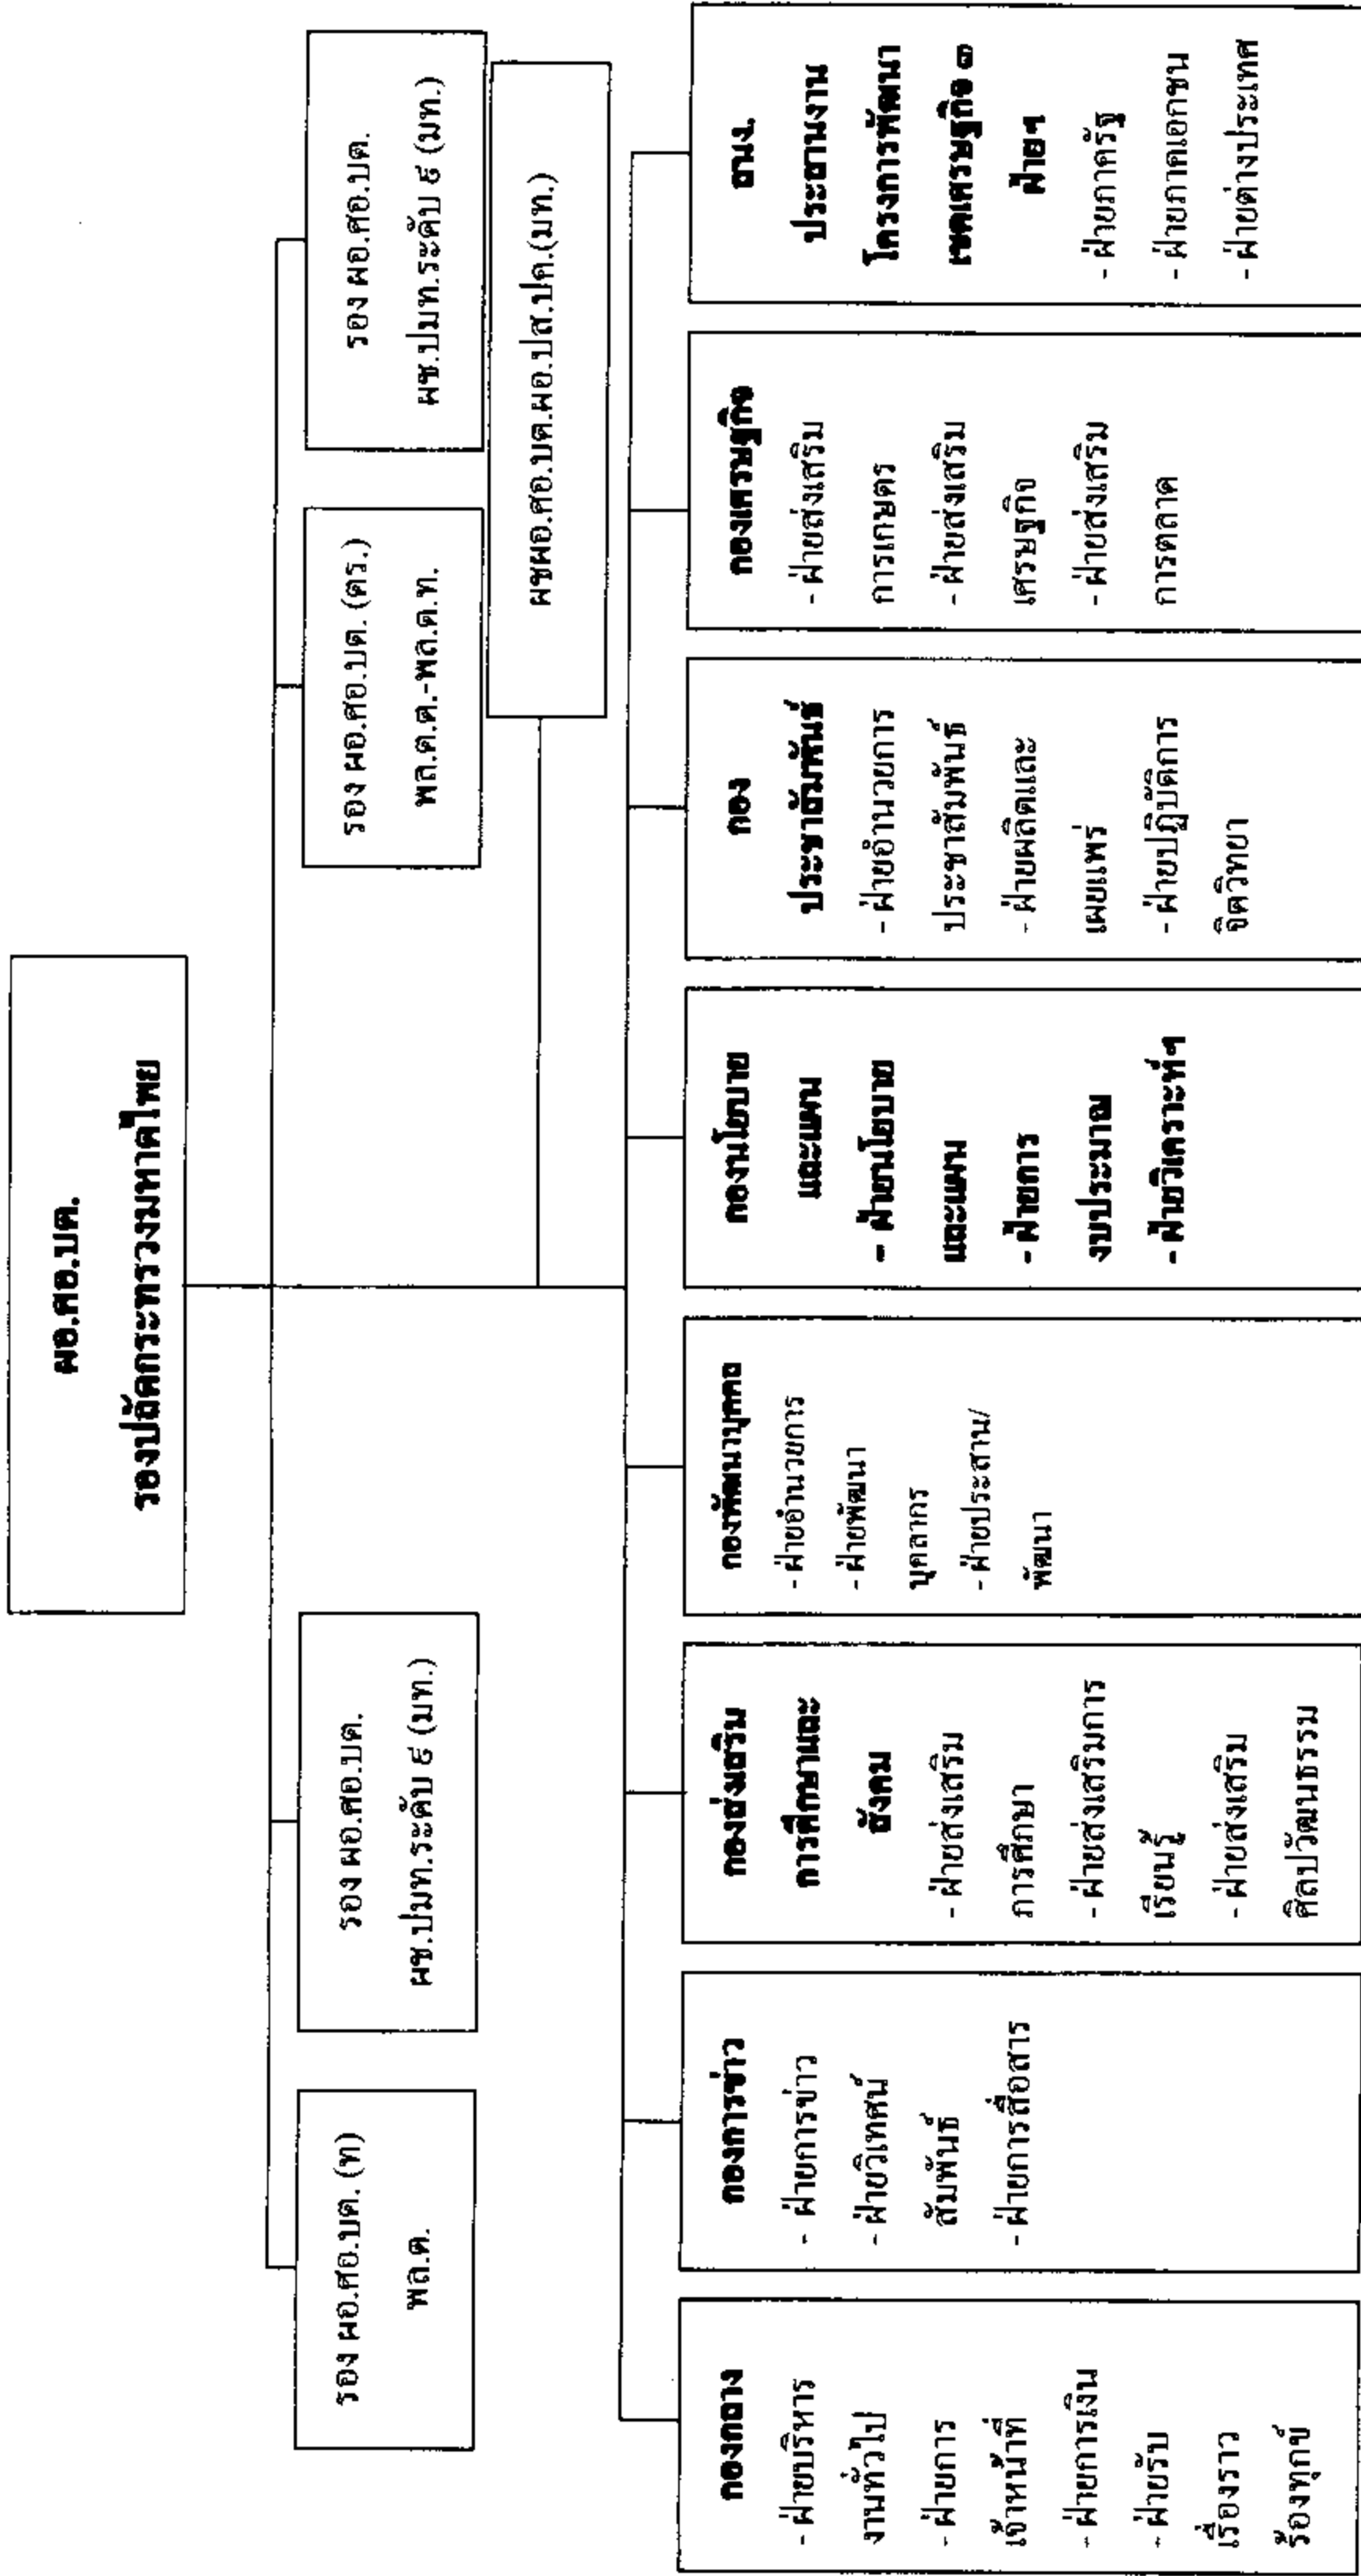 ผอ.ศอ.บต.
รองปลัดกระทรวงมหาดไทย
รอง ผอ.ศอ.บต. (ท)
พล.ต.
รอง ผอ.ศอ.บต.
ผช.ปมท.ระดับ ๙ (มท.)
รอง ผอ.ศอ.บต. (ตร.)
พล.ต.ต.-พล.ต.ท.
รอง ผอ.ศอ.บต.
ผช.ปมท.ระดับ ๙ (มท.)
ผชผอ.ศอ.บต.ผอ.ปส.ปค.(มท.)
กองกลาง
- ฝ่ายบริหาร
งานทั่วไป
- ฝ่ายการ
เจ้าหน้าที่
- ฝ่ายการเงิน
- ฝ่ายรับ
เรื่องราว
ร้องทุกข์
กองการข่าว
- ฝ่ายการข่าว
- ฝ่ายวิเทศน์
สัมพันธ์
- ฝ่ายการสื่อสาร
กองส่งเสริม
การศึกษาและ
สังคม
- ฝ่ายส่งเสริม
การศึกษา
- ฝ่ายส่งเสริมการ
เรียนรู้
- ฝ่ายส่งเสริม
ศิลปวัฒนธรรม
กองพัฒนาบุคคล
- ฝ่ายอำนวยการ
- ฝ่ายพัฒนา
บุคลากร
- ฝ่ายประสาน/
พัฒนา
กองนโยบาย
และแผน
- ฝ่ายนโยบาย
และแผน
- ฝ่ายการ
งบประมาณ
- ฝ่ายวิเคราะห์ฯ
กอง
ประชาสัมพันธ์
- ฝ่ายอำนวยการ
ประชาสัมพันธ์
- ฝ่ายผลิตและ
เผยแพร่
- ฝ่ายปฏิบัติการ
จิตวิทยา
กองเศรษฐกิจ
- ฝ่ายส่งเสริม
การเกษตร
- ฝ่ายส่งเสริม
เศรษฐกิจ
- ฝ่ายส่งเสริม
การตลาด
สนง.
ประสานงาน
โครงการพัฒนา
เขตเศรษฐกิจ ๓
ฝ่ายฯ
- ฝ่ายภาครัฐ
- ฝ่ายภาคเอกชน
- ฝ่ายต่างประเทศ